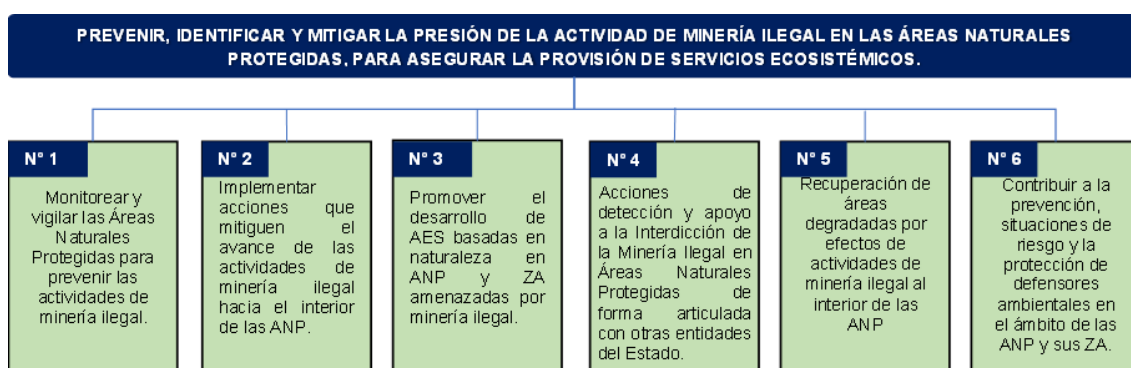 PREVENIR, IDENTIFICAR Y MITIGAR LA PRESIÓN DE LA ACTIVIDAD DE MINERÍA ILEGAL EN LAS ÁREAS NATURALES
PROTEGIDAS, PARA ASEGURAR LA PROVISIÓN DE SERVICIOS ECOSISTÉMICOS.
N° 1
Monitorear y
vigilar las Áreas
Naturales
Protegidas para
prevenir las
actividades de
minería ilegal.
N° 2
Implementar
acciones que
mitiguen el
avance de las
actividades de
minería ilegal
hacia el interior
de las ANP.
N° 3
Promover el
desarrollo de
AES basadas en
naturaleza en
ANP y ZA
amenazadas por
minería ilegal.
N° 4
Acciones de
detección y apoyo
a la Interdicción de
la Minería Ilegal en
Áreas Naturales
Protegidas de
forma articulada
con otras entidades
del Estado.
N° 5
Recuperación de
áreas
degradadas por
efectos de
actividades de
minería ilegal al
interior de las
ANP
N° 6
Contribuir a la
prevención,
situaciones de
riesgo y la
protección de
defensores
ambientales en
el ámbito de las
ANP y sus ZA.